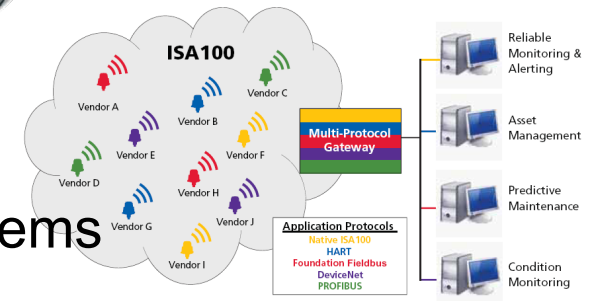 ISA100
Vendor A
Vendor B
Vendor C
Vendor E
Vendor F
Vendor D
Vendor H
Vendor G
Vendor J
Vendor I
ems
Multi-Protocol
Gateway
Application Protocols
Native ISA100
HART
Foundation Fieldbus
DeviceNet
PROFIBUS
Reliable
Monitoring &
Alerting
Asset
Management
Predictive
Maintenance
Condition
Monitoring